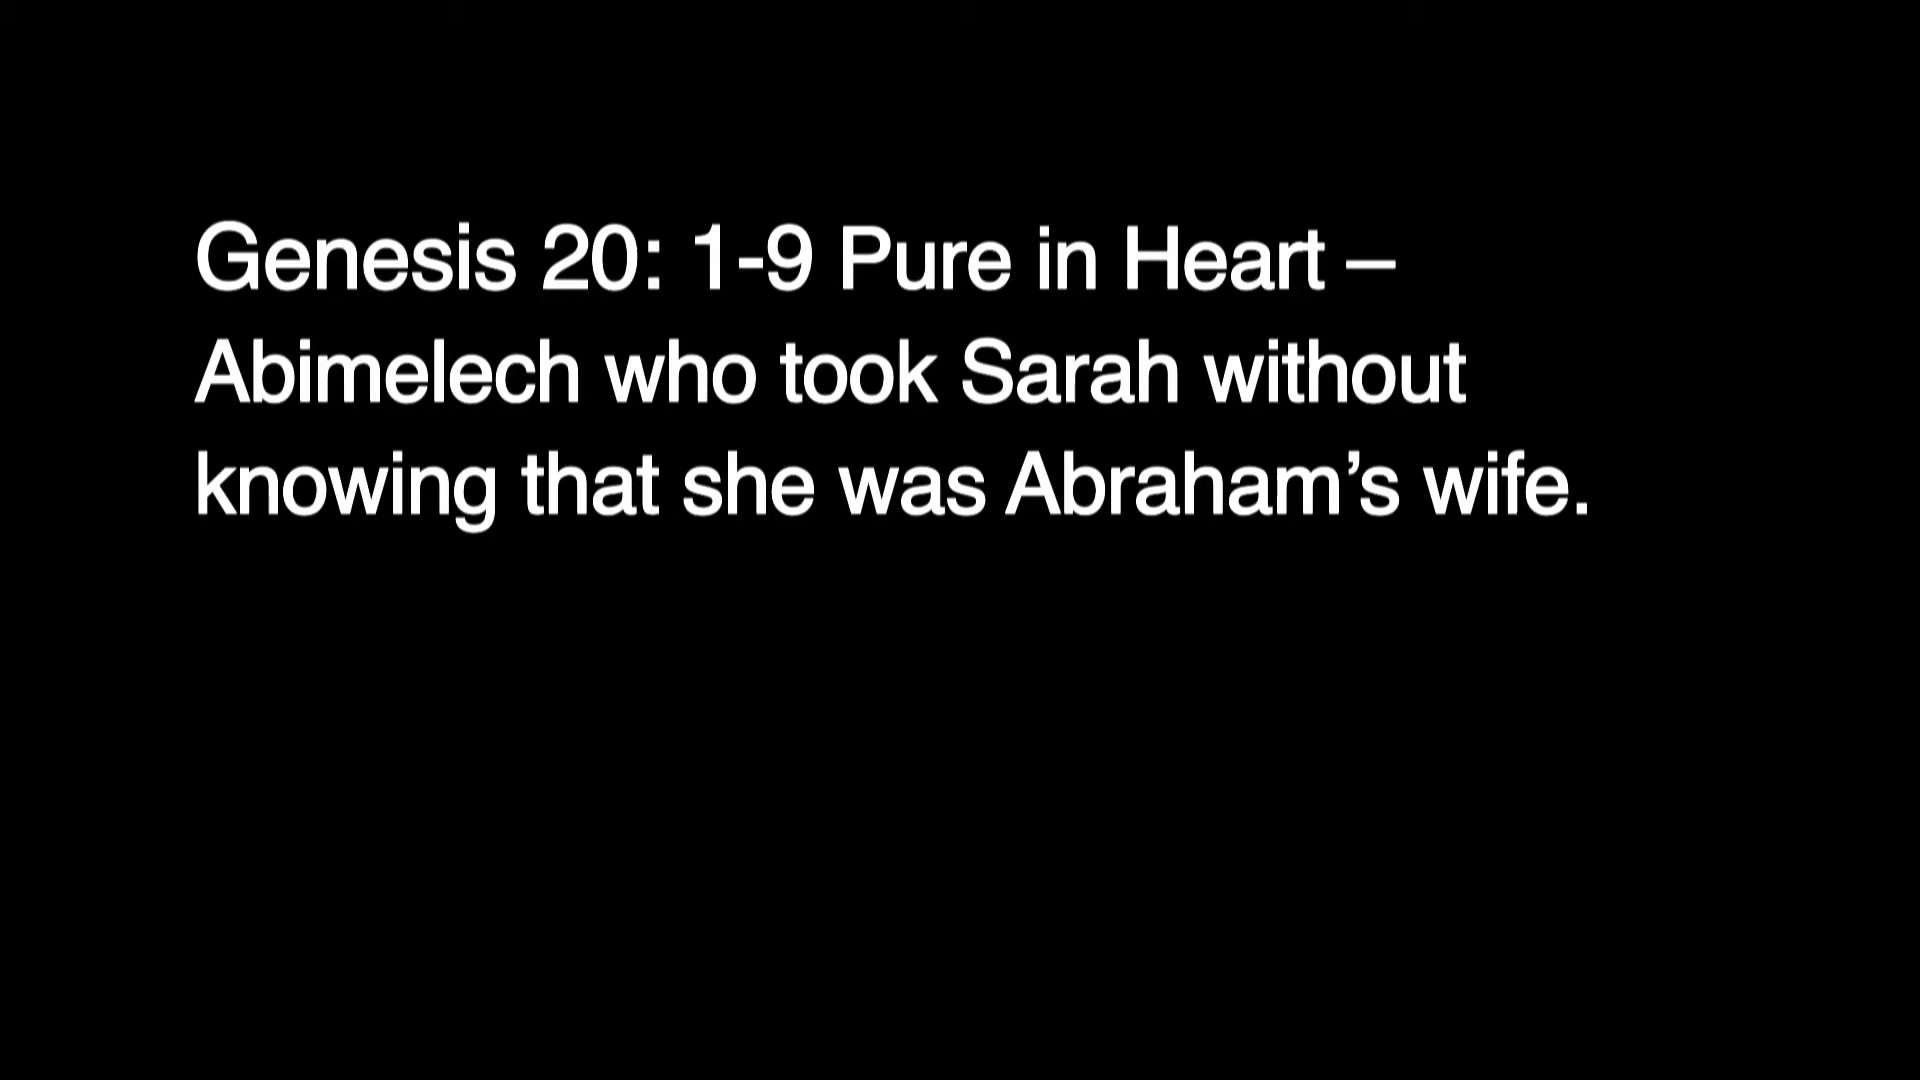 Genesis 20: 1-9 Pure in Heart –
Abimelech who took Sarah without
knowing that she was Abraham’s wife.